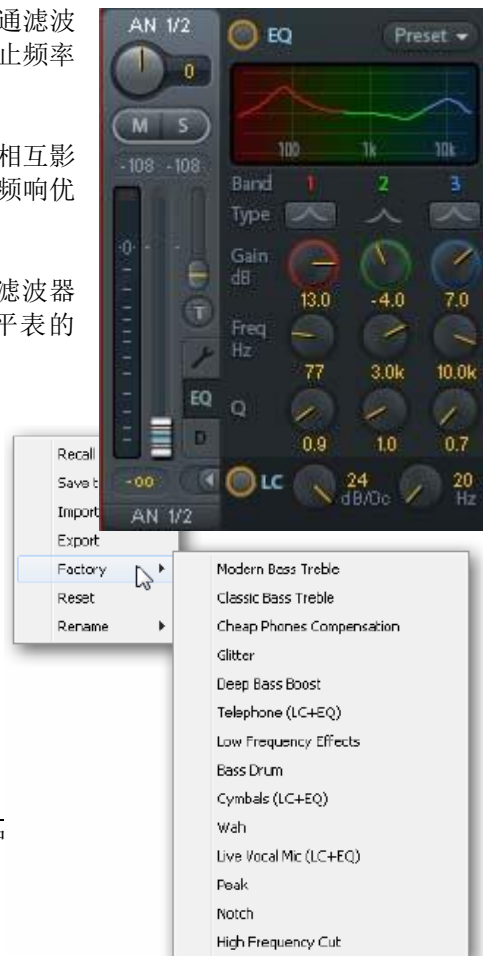 通滤波
止频率
相互影
频响优
滤波器
平表的
AN 1/2
0
M S
-108 -108
-0-
T
EQ
D
-oo
AN 1/2
EQ Preset
100 1k 10k
Band 1 2 3
Type
Gain
dB
13.0 -4.0 7.0
Freq
Hz
77 3.0k 10.0k
Q
0.9 1.0 0.7
LC 24 dB/Oc 20 Hz
Recall
Save t
Import
Export
Factory
Reset
Rename
Modern Bass Treble
Classic Bass Treble
Cheap Phones Compensation
Glitter
Deep Bass Boost
Telephone (LC+EQ)
Low Frequency Effects
Bass Drum
Cymbals (LC+EQ)
Wah
Live Vocal Mic (LC+EQ)
Peak
Notch
High Frequency Cut